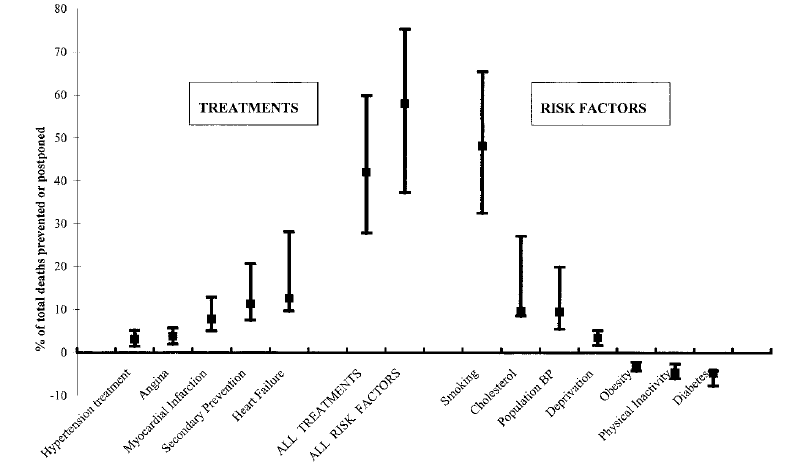 % of total deaths prevented or postponed
80
70
60
50
40
30
20
10
0
-10
TREATMENTS
RISK FACTORS
Hypertension treatment
Angina
Myocardial Infarction
Secondary Prevention
Heart Failure
ALL TREATMENTS
ALL RISK FACTORS
Smoking
Cholesterol
Population BP
Deprivation
Obesity
Physical Inactivity
Diabetes